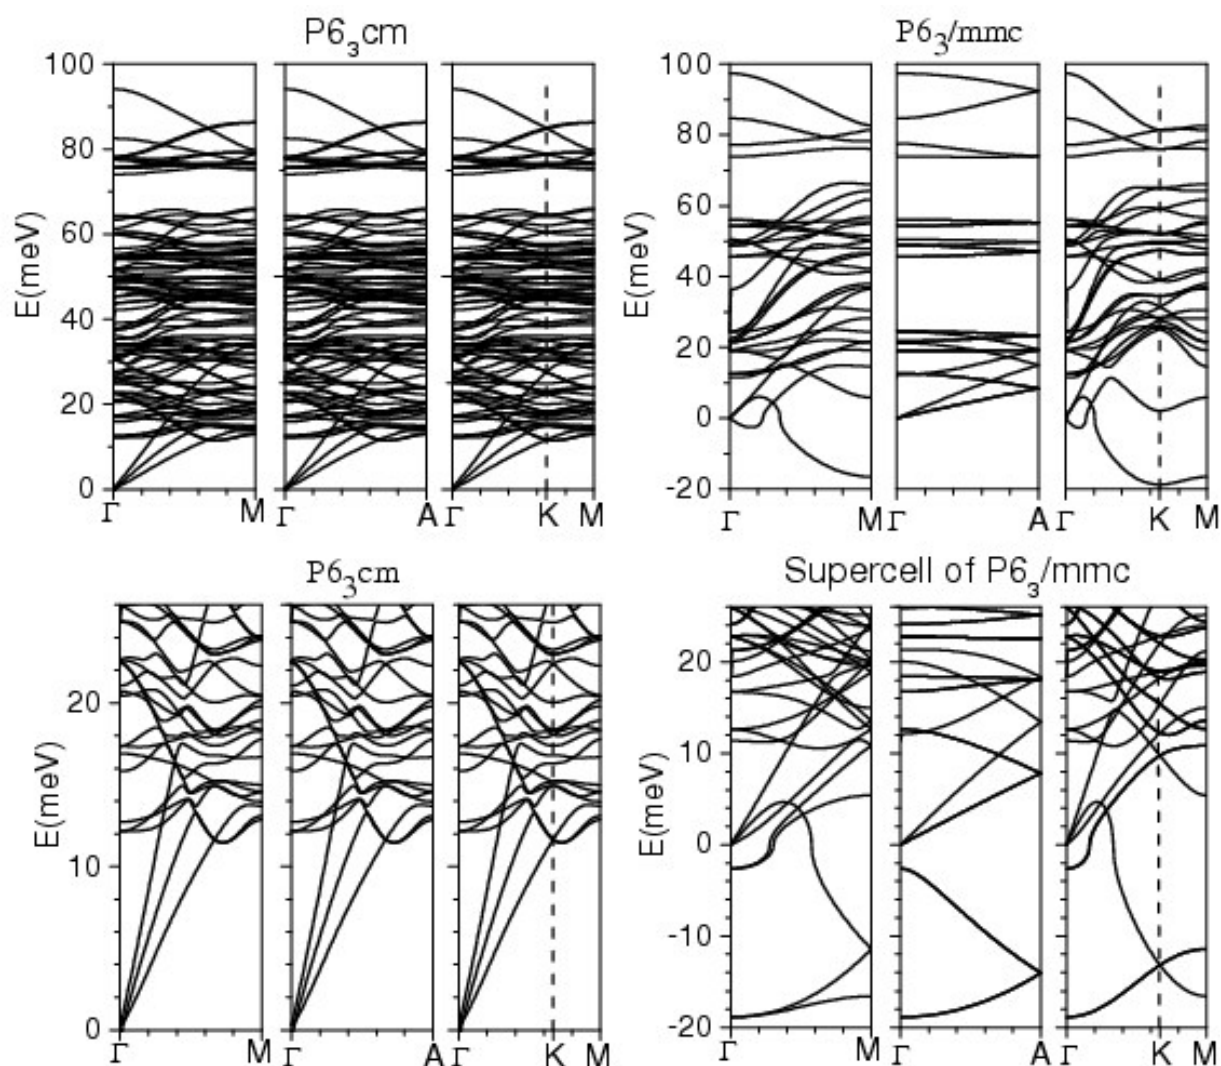 P6₃cm
P6₃/mmc
100
80
60
40
20
0
E(meV)
Γ M Γ A Γ K M
100
80
60
40
20
0
-20
E(meV)
Γ M Γ A Γ K M
P6₃cm
Supercell of P6₃/mmc
20
10
0
E(meV)
Γ M Γ A Γ K M
20
10
0
-10
-20
E(meV)
Γ M Γ A Γ K M